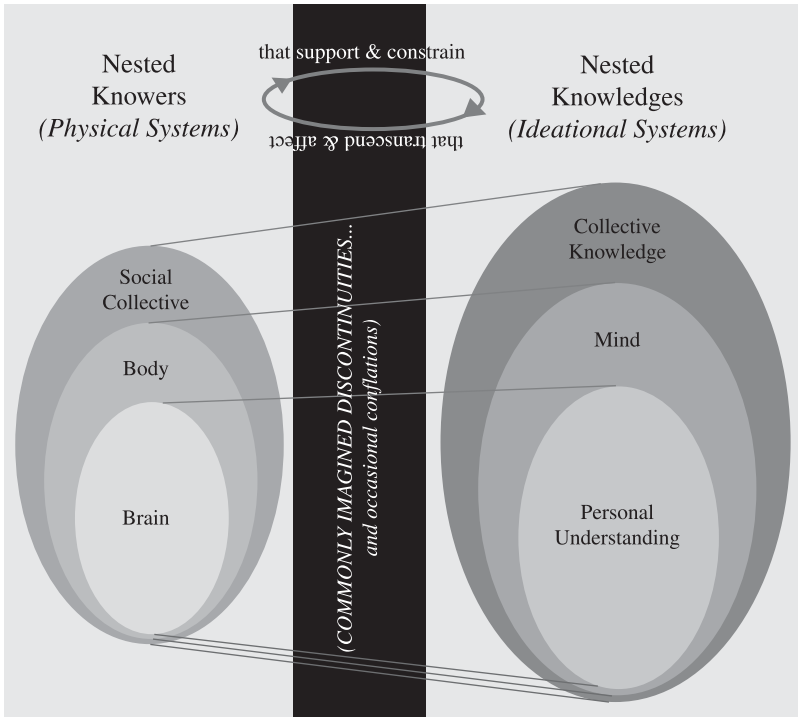 Nested
Knowers
(Physical Systems)
that support & constrain
that transcend & affect
Nested
Knowledges
(Ideational Systems)
Social
Collective
Body
Brain
(COMMONLY IMAGINED DISCONTINUITIES...
and occasional conflations)
Collective
Knowledge
Mind
Personal
Understanding